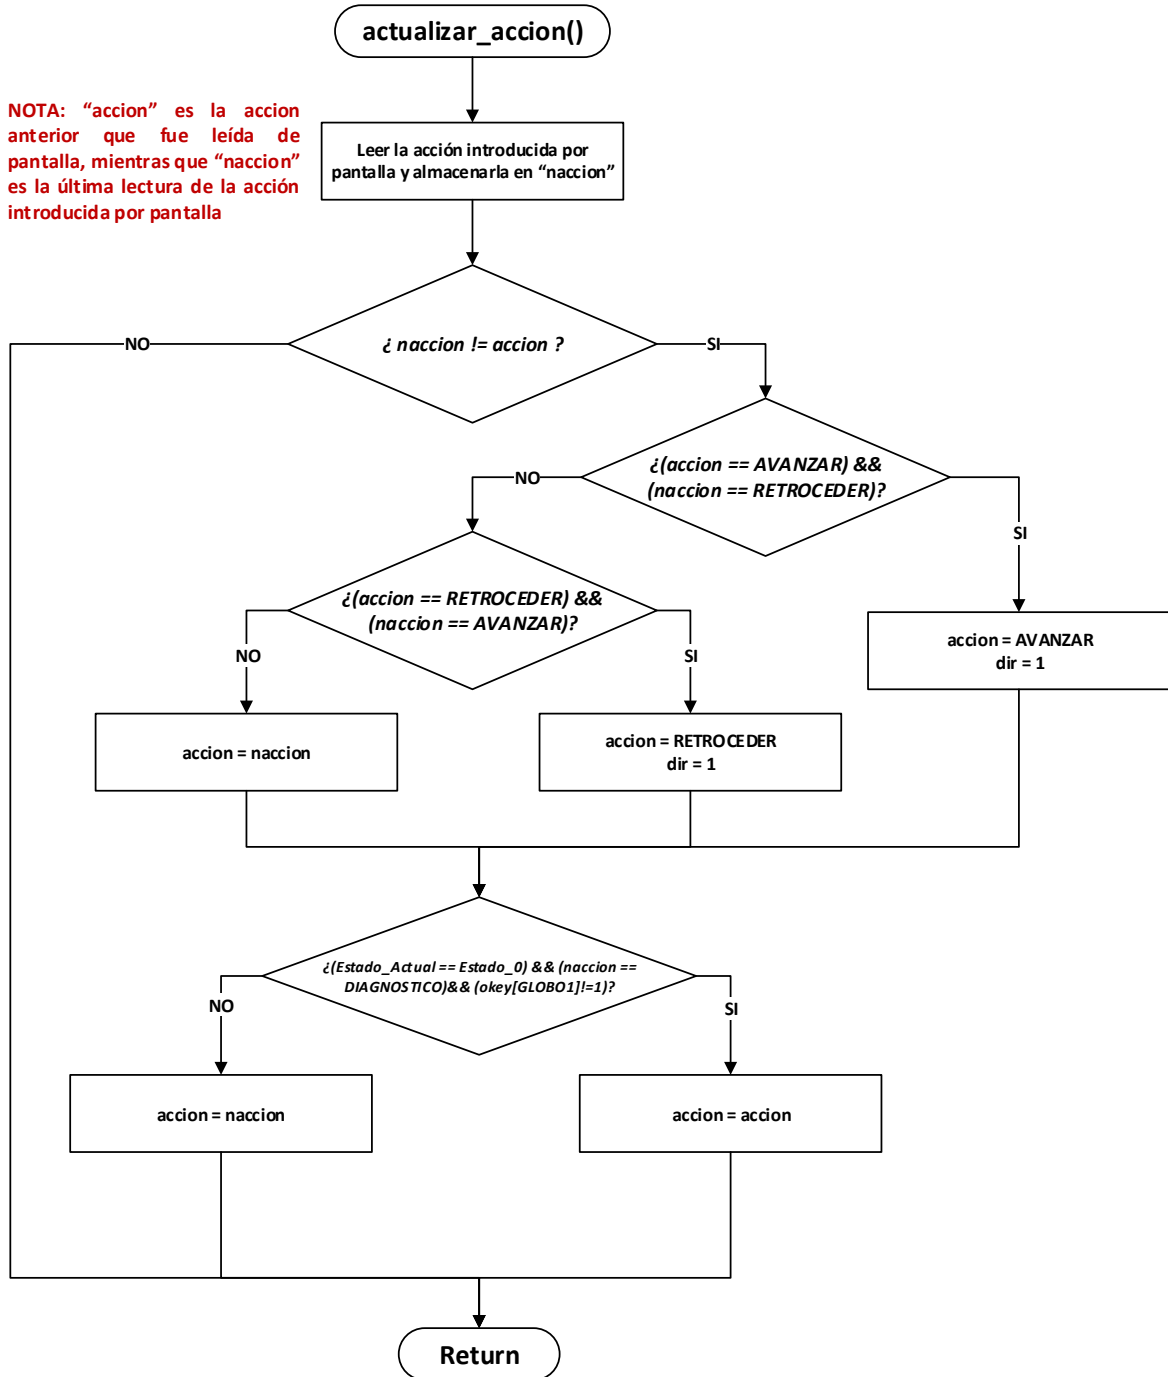 actualizar_accion()
NOTA: “accion” es la accion
anterior que fue leída de
pantalla, mientras que “naccion”
es la última lectura de la acción
introducida por pantalla
Leer la acción introducida por
pantalla y almacenarla en “naccion”
¿ naccion != accion ?
NO
SI
¿(accion == AVANZAR) &&
(naccion == RETROCEDER)?
NO
SI
¿(accion == RETROCEDER) &&
(naccion == AVANZAR)?
NO
SI
accion = AVANZAR
dir = 1
accion = naccion
accion = RETROCEDER
dir = 1
¿(Estado_Actual == Estado_0) && (naccion ==
DIAGNOSTICO)&& (okey[GLOBO1]!=1)?
NO
SI
accion = naccion
accion = accion
Return